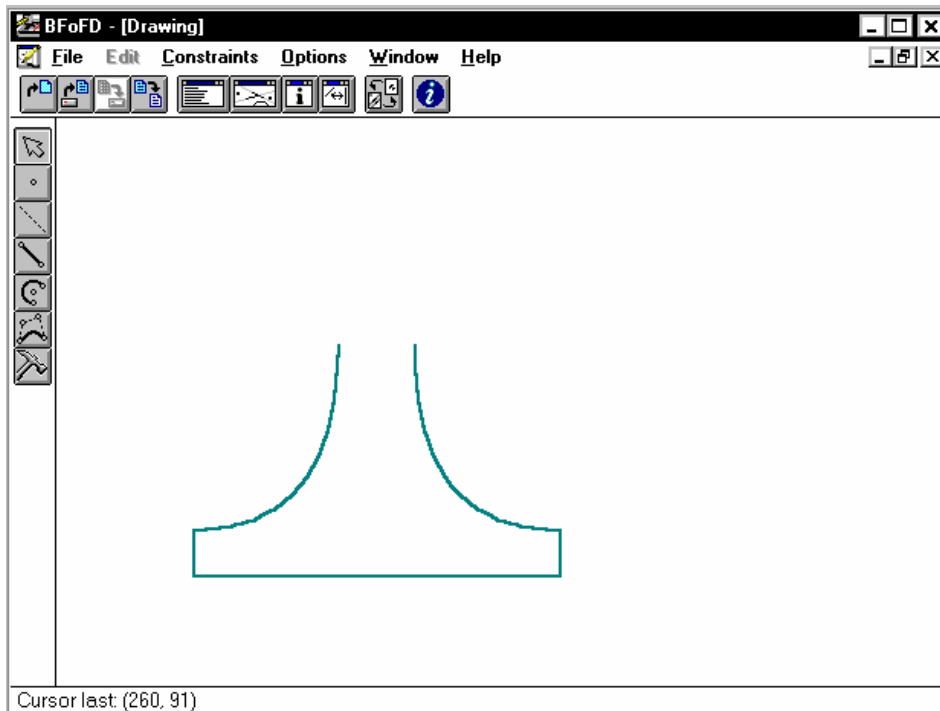 BFoFD - [Drawing]
File Edit Constraints Options Window Help
Cursor last: (260, 91)